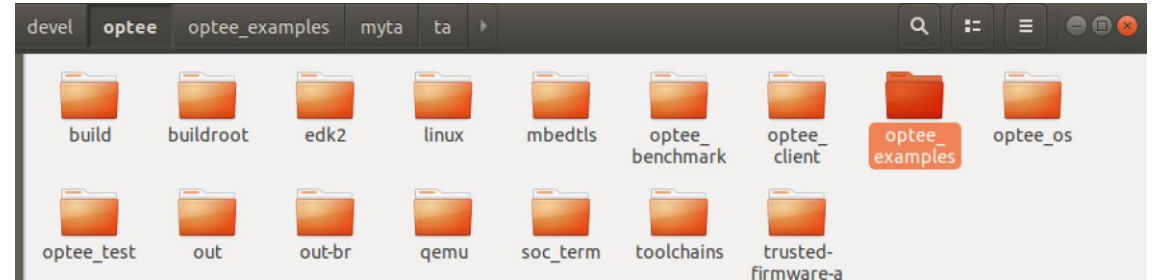 devel optee optee_examples myta ta
build buildroot edk2 linux mbedtls optee_ optee_ optee_ optee_os
benchmark client examples
optee_test out out-br qemu soc_term toolchains trusted-
firmware-a